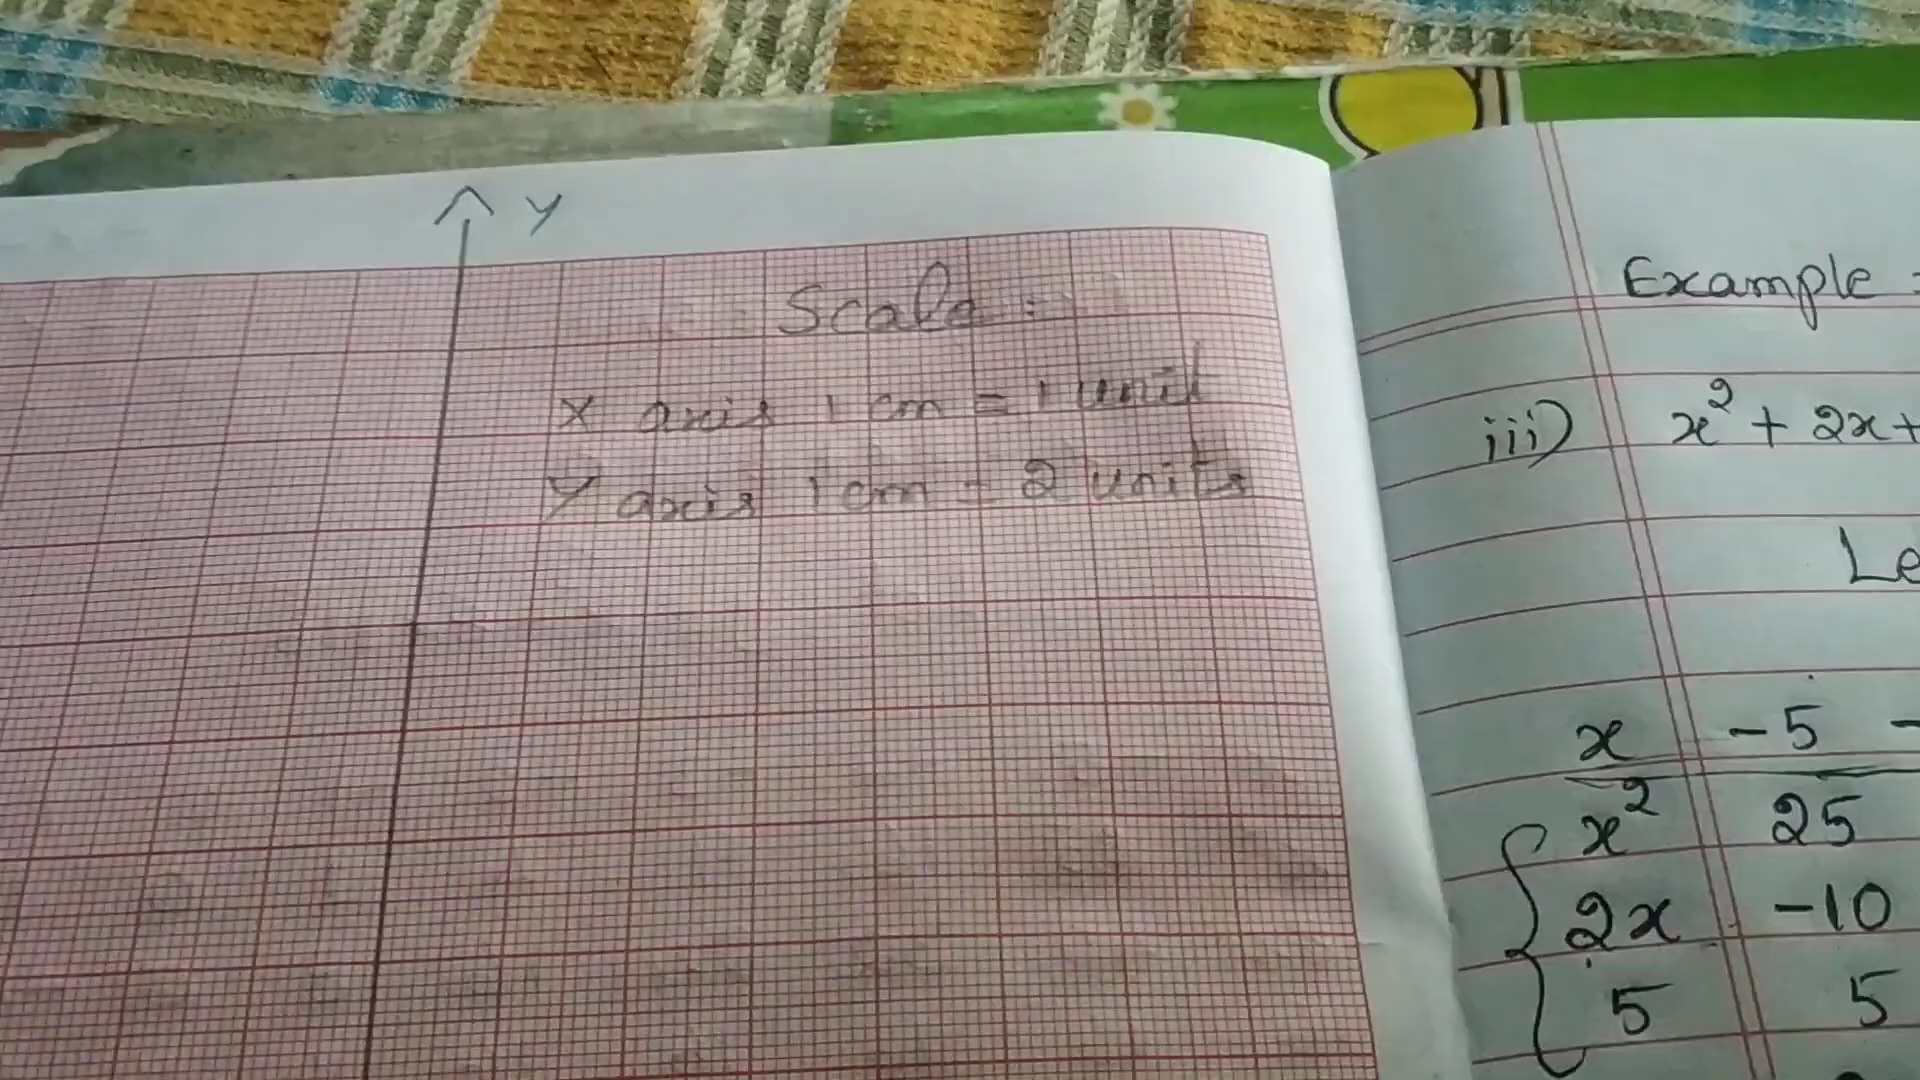 Y
Scale :
X axis 1 cm = 1 unit
Y axis 1 cm = 2 units
Example
iii) x² + 2x +
Le
x -5 -
x² 25
2x -10
5 5